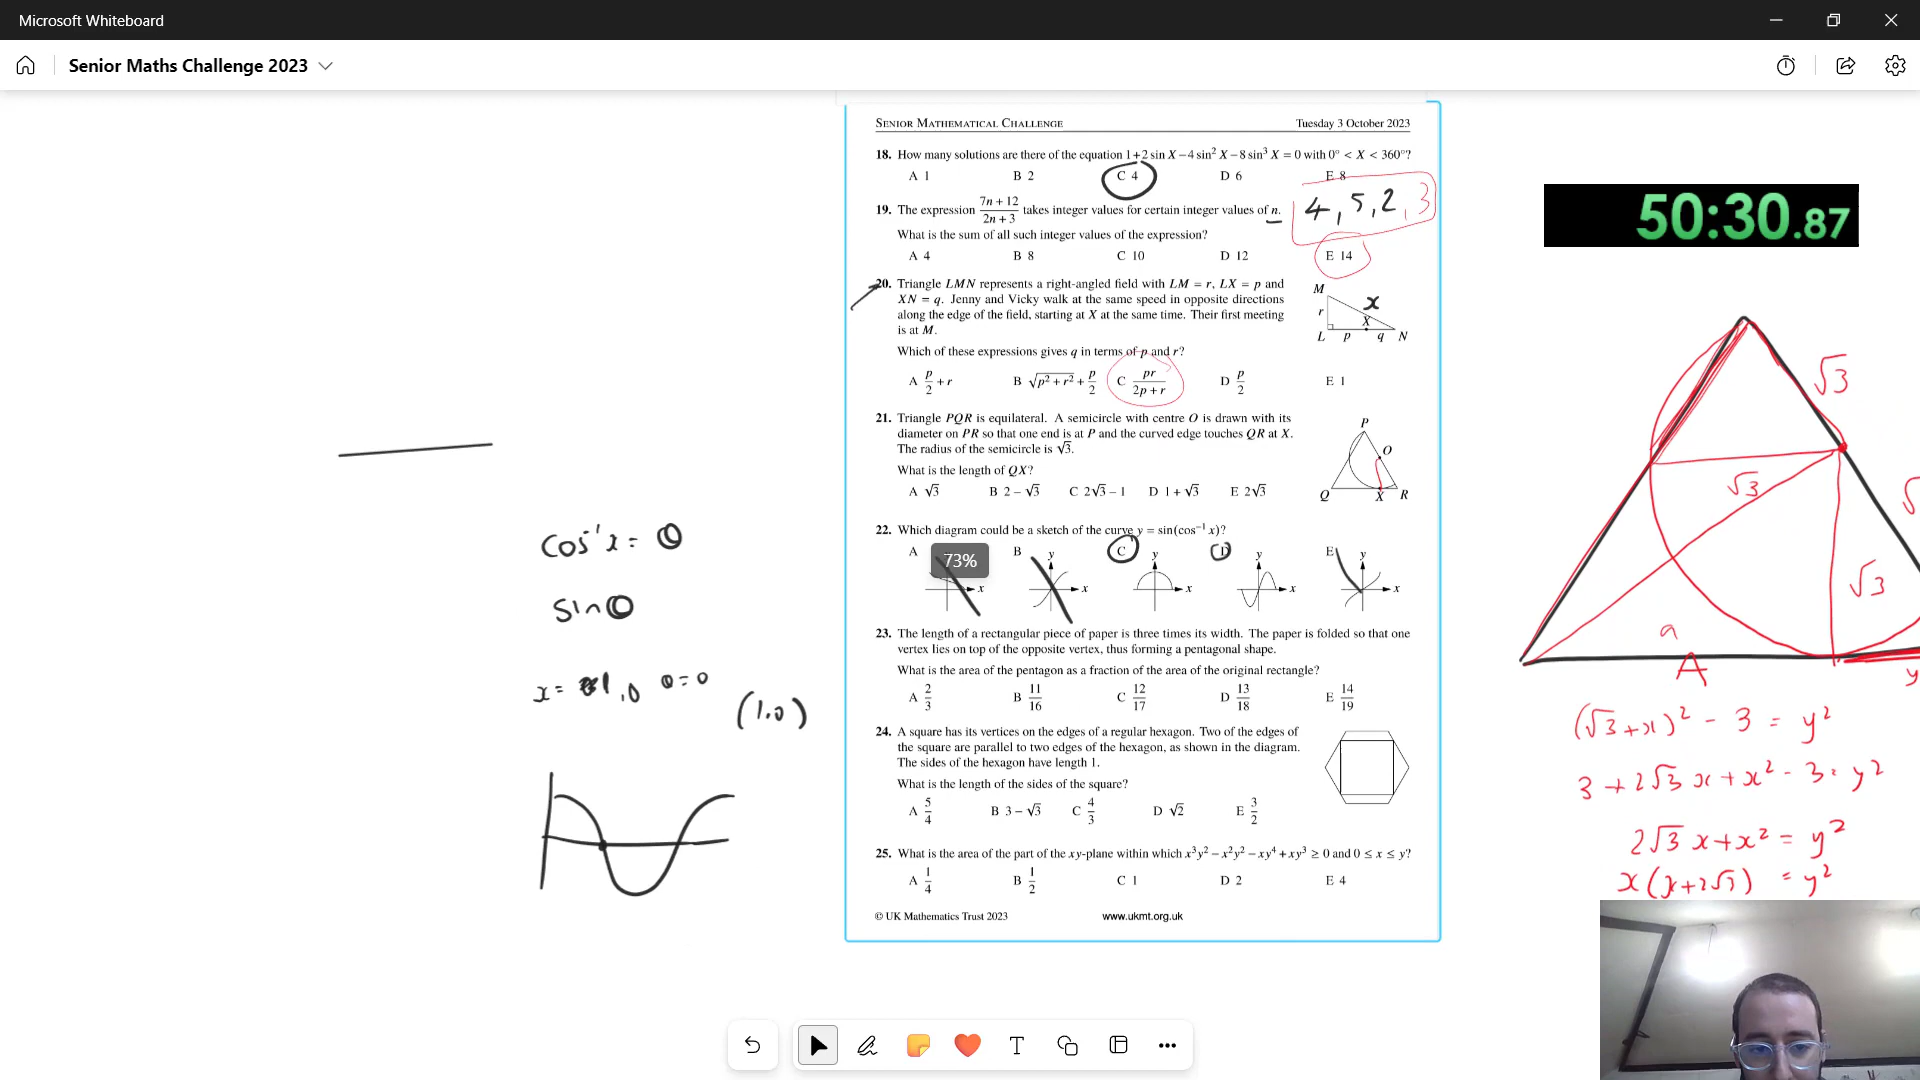 Microsoft Whiteboard
Senior Maths Challenge 2023
SENIOR MATHEMATICAL CHALLENGE Tuesday 3 October 2023
18. How many solutions are there of the equation 1 + 2 sin X − 4 sin² X − 8 sin³ X = 0 with 0° < X < 360°?
A 1 B 2 C 4 D 6 E 8
4, 5, 2, 3
19. The expression (7n + 12)/(2n + 3) takes integer values for certain integer values of n.
What is the sum of all such integer values of the expression?
A 4 B 8 C 10 D 12 E 14
20. Triangle LMN represents a right-angled field with LM = r, LX = p and
XN = q. Jenny and Vicky walk at the same speed in opposite directions
along the edge of the field, starting at X at the same time. Their first meeting
is at M.
M x
r X
L p q N
Which of these expressions gives q in terms of p and r?
A p/2 + r B √(p² + r²) + p/2 C pr/(2p + r) D p/2 E 1
21. Triangle PQR is equilateral. A semicircle with centre O is drawn with its
diameter on PR so that one end is at P and the curved edge touches QR at X.
The radius of the semicircle is √3.
What is the length of QX?
A √3 B 2 − √3 C 2√3 − 1 D 1 + √3 E 2√3
P
O
Q X R
22. Which diagram could be a sketch of the curve y = sin(cos⁻¹ x)?
A B C D E
73%
y y y y
x x x x x
23. The length of a rectangular piece of paper is three times its width. The paper is folded so that one
vertex lies on top of the opposite vertex, thus forming a pentagonal shape.
What is the area of the pentagon as a fraction of the area of the original rectangle?
A 2/3 B 11/16 C 12/17 D 13/18 E 14/19
24. A square has its vertices on the edges of a regular hexagon. Two of the edges of
the square are parallel to two edges of the hexagon, as shown in the diagram.
The sides of the hexagon have length 1.
What is the length of the sides of the square?
A 5/4 B 3 − √3 C 4/3 D √2 E 3/2
25. What is the area of the part of the xy-plane within which x³y² − x²y² − xy⁴ + xy³ ≥ 0 and 0 ≤ x ≤ y?
A 1/4 B 1/2 C 1 D 2 E 4
© UK Mathematics Trust 2023 www.ukmt.org.uk
cos⁻¹x = θ
sin θ
θ = 0
(1,0)
50:30.87
√3
√3
√3
a
A
y
(√3+x)² − 3 = y²
3 + 2√3 x + x² − 3 = y²
2√3 x + x² = y²
x(x+2√3) = y²